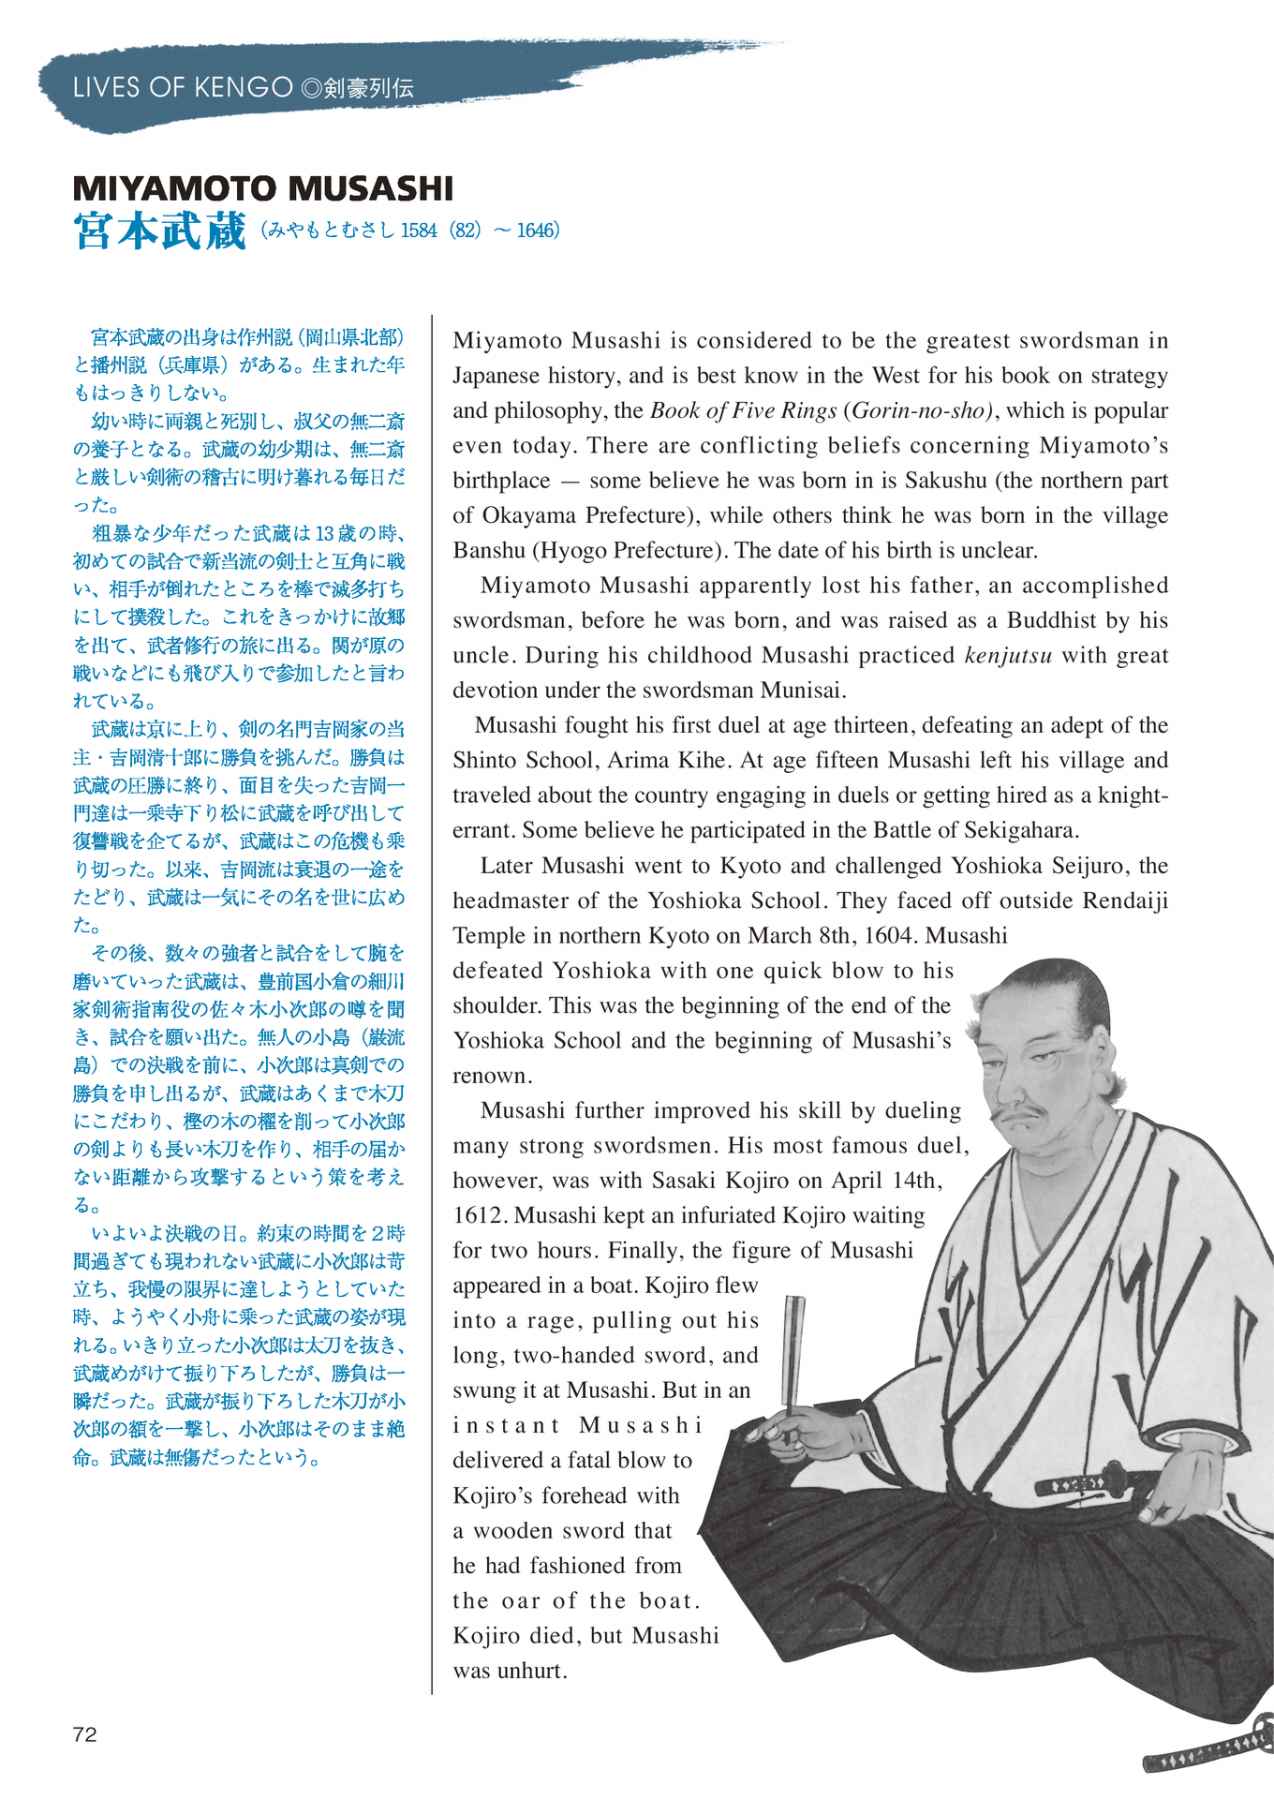 LIVES OF KENGO ◎剣豪列伝
MIYAMOTO MUSASHI
宮本武蔵（みやもとむさし 1584（82）～ 1646）
宮本武蔵の出身は作州説（岡山県北部）
と播州説（兵庫県）がある。生まれた年
もはっきりしない。
幼い時に両親と死別し、叔父の無二斎
の養子となる。武蔵の幼少期は、無二斎
と厳しい剣術の稽古に明け暮れる毎日だ
った。
粗暴な少年だった武蔵は 13 歳の時、
初めての試合で新当流の剣士と互角に戦
い、相手が倒れたところを棒で滅多打ち
にして撲殺した。これをきっかけに故郷
を出て、武者修行の旅に出る。関が原の
戦いなどにも飛び入りで参加したと言わ
れている。
武蔵は京に上り、剣の名門吉岡家の当
主・吉岡清十郎に勝負を挑んだ。勝負は
武蔵の圧勝に終り、面目を失った吉岡一
門達は一乗寺下り松に武蔵を呼び出して
復讐戦を企てるが、武蔵はこの危機も乗
り切った。以来、吉岡流は衰退の一途を
たどり、武蔵は一気にその名を世に広め
た。
その後、数々の強者と試合をして腕を
磨いていった武蔵は、豊前国小倉の細川
家剣術指南役の佐々木小次郎の噂を聞
き、試合を願い出た。無人の小島（巌流
島）での決戦を前に、小次郎は真剣での
勝負を申し出るが、武蔵はあくまで木刀
にこだわり、樫の木の櫂を削って小次郎
の剣よりも長い木刀を作り、相手の届か
ない距離から攻撃するという策を考え
る。
いよいよ決戦の日。約束の時間を２時
間過ぎても現われない武蔵に小次郎は苛
立ち、我慢の限界に達しようとしていた
時、ようやく小舟に乗った武蔵の姿が現
れる。いきり立った小次郎は太刀を抜き、
武蔵めがけて振り下ろしたが、勝負は一
瞬だった。武蔵が振り下ろした木刀が小
次郎の額を一撃し、小次郎はそのまま絶
命。武蔵は無傷だったという。
Miyamoto Musashi is considered to be the greatest swordsman in
Japanese history, and is best know in the West for his book on strategy
and philosophy, the Book of Five Rings (Gorin-no-sho), which is popular
even today. There are conflicting beliefs concerning Miyamoto’s
birthplace — some believe he was born in is Sakushu (the northern part
of Okayama Prefecture), while others think he was born in the village
Banshu (Hyogo Prefecture). The date of his birth is unclear.
Miyamoto Musashi apparently lost his father, an accomplished
swordsman, before he was born, and was raised as a Buddhist by his
uncle. During his childhood Musashi practiced kenjutsu with great
devotion under the swordsman Munisai.
Musashi fought his first duel at age thirteen, defeating an adept of the
Shinto School, Arima Kihe. At age fifteen Musashi left his village and
traveled about the country engaging in duels or getting hired as a knight-
errant. Some believe he participated in the Battle of Sekigahara.
Later Musashi went to Kyoto and challenged Yoshioka Seijuro, the
headmaster of the Yoshioka School. They faced off outside Rendaiji
Temple in northern Kyoto on March 8th, 1604. Musashi
defeated Yoshioka with one quick blow to his
shoulder. This was the beginning of the end of the
Yoshioka School and the beginning of Musashi’s
renown.
Musashi further improved his skill by dueling
many strong swordsmen. His most famous duel,
however, was with Sasaki Kojiro on April 14th,
1612. Musashi kept an infuriated Kojiro waiting
for two hours. Finally, the figure of Musashi
appeared in a boat. Kojiro flew
into a rage, pulling out his
long, two-handed sword, and
swung it at Musashi. But in an
instant Musashi
delivered a fatal blow to
Kojiro’s forehead with
a wooden sword that
he had fashioned from
the oar of the boat.
Kojiro died, but Musashi
was unhurt.
72